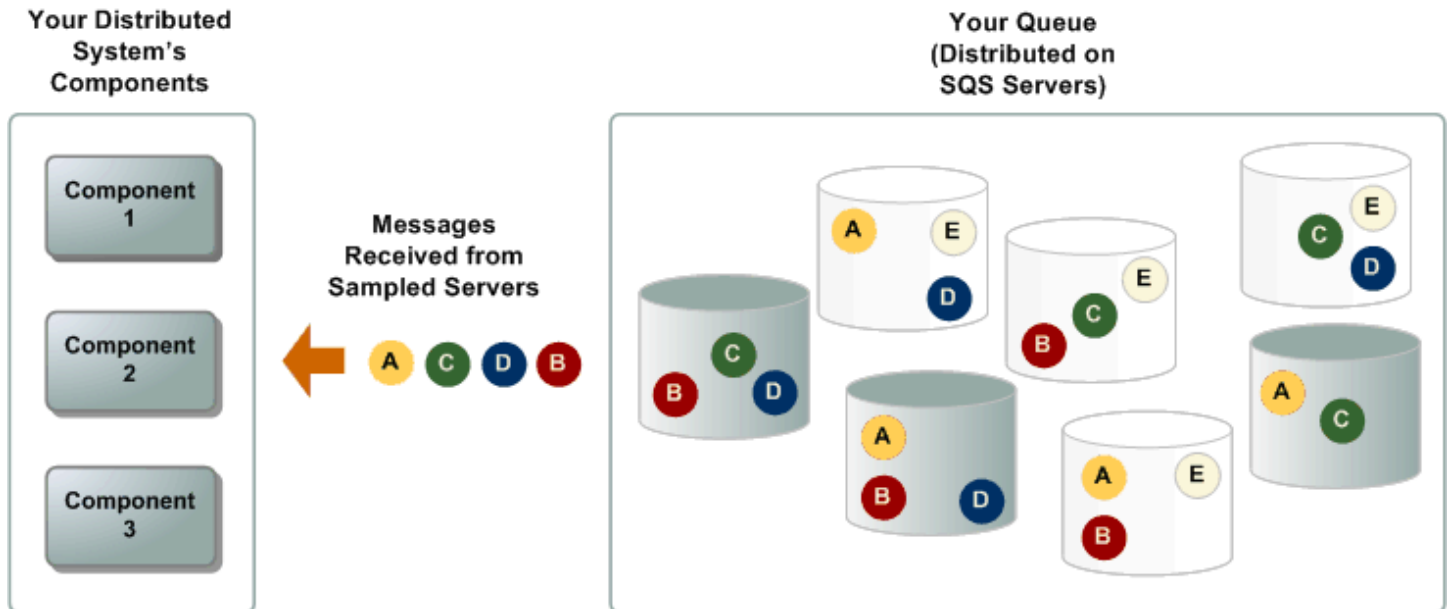 Your Distributed
System's
Components
Component
1
Component
2
Component
3
Messages
Received from
Sampled Servers
A C D B
Your Queue
(Distributed on
SQS Servers)
C
B D
A E
D
E
C
B
E
C
D
A
B D
A E
B
A
C